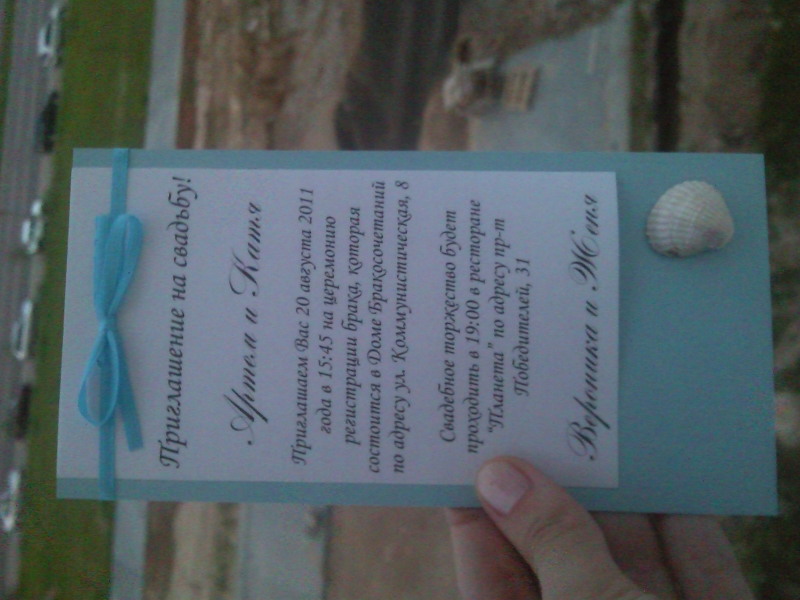 Приглашение на свадьбу!
Артем и Катя
Приглашаем Вас 20 августа 2011
года в 15:45 на церемонию
регистрации брака, которая
состоится в Доме Бракосочетаний
по адресу ул. Коммунистическая, 8
Свадебное торжество будет
проходить в 19:00 в ресторане
"Планета" по адресу пр-т
Победителей, 31
Вероника и Женя